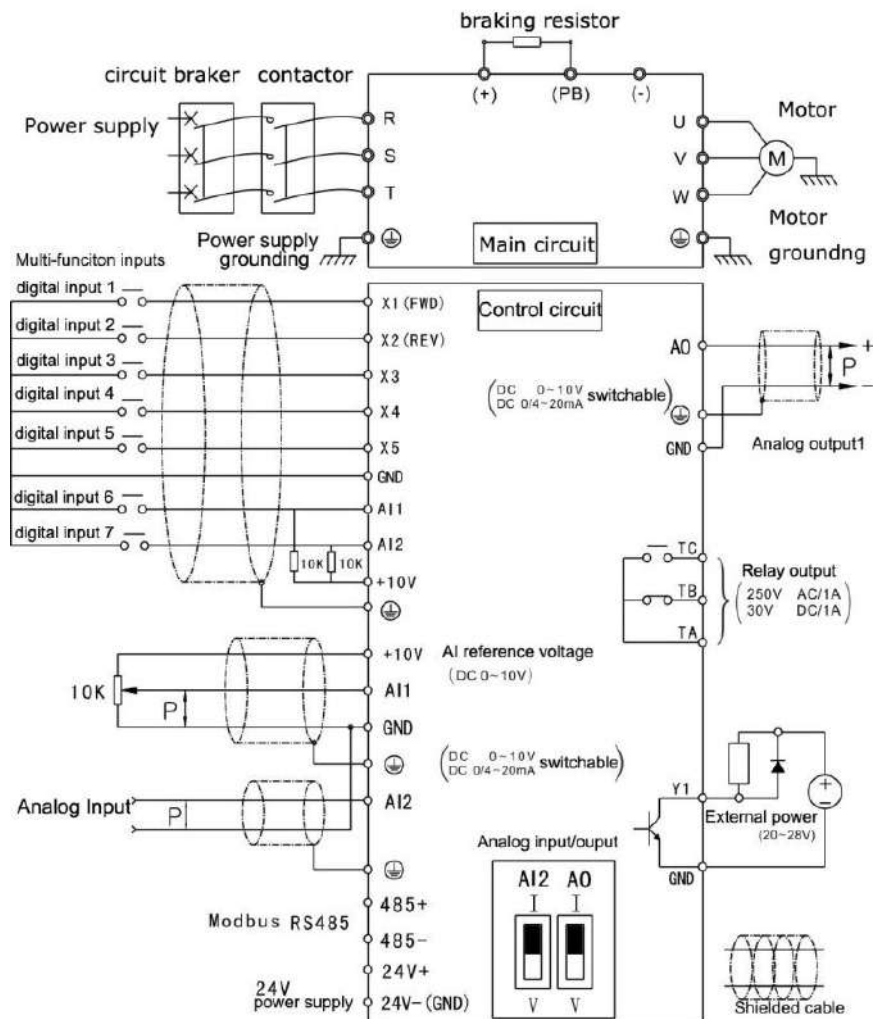 braking resistor
circuit braker contactor
(+) (PB) (-)
Power supply
R
S
T
U
V
W
Motor
M
Power supply
grounding
Main circuit
Motor
groundng
Multi-funciton inputs
digital input 1
X1(FWD)
Control circuit
digital input 2
X2(REV)
digital input 3
X3
digital input 4
X4
digital input 5
X5
GND
digital input 6
AI1
digital input 7
AI2
10K 10K
+10V
AO
+
P
−
(DC 0~10V
DC 0/4~20mA switchable)
GND
Analog output1
TC
TB
TA
Relay output
(250V AC/1A
30V DC/1A)
+10V
AI reference voltage
(DC 0~10V)
10K
AI1
P
GND
(DC 0~10V
DC 0/4~20mA switchable)
Analog Input
P
AI2
Y1
External power
(20~28V)
GND
Analog input/ouput
AI2 AO
I I
V V
485+
Modbus RS485
485-
24V+
24V
power supply
24V-(GND)
Shielded cable